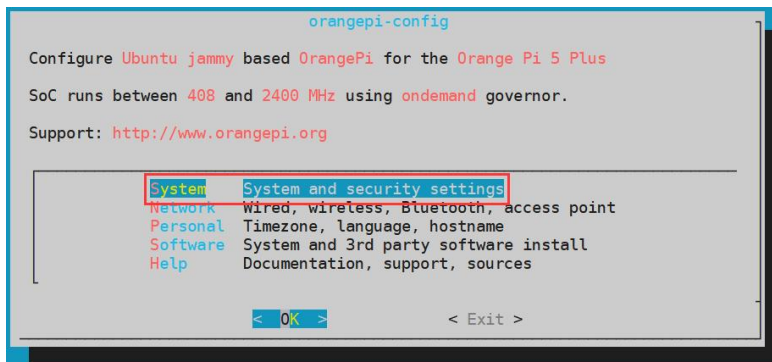 orangepi-config
Configure Ubuntu jammy based OrangePi for the Orange Pi 5 Plus
SoC runs between 408 and 2400 MHz using ondemand governor.
Support: http://www.orangepi.org
System System and security settings
Network Wired, wireless, Bluetooth, access point
Personal Timezone, language, hostname
Software System and 3rd party software install
Help Documentation, support, sources
< OK > < Exit >